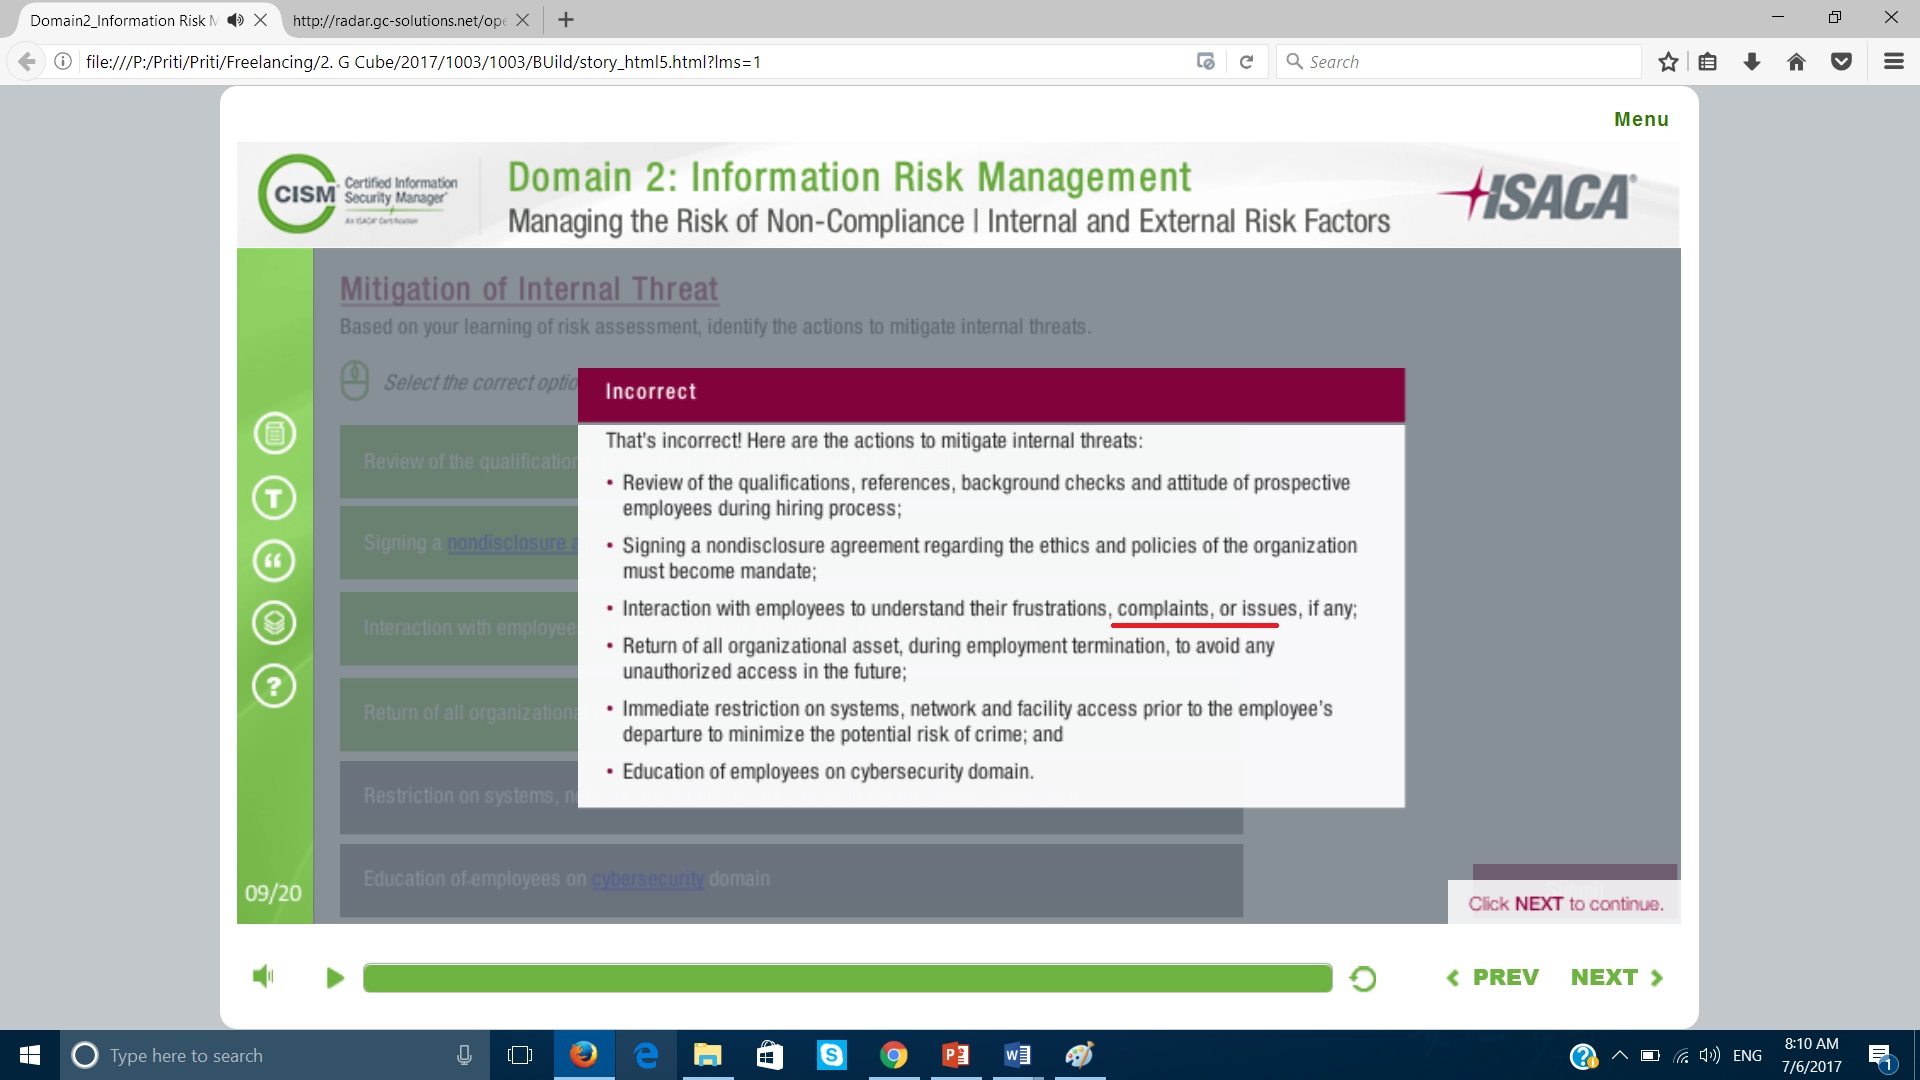 Domain2_Information Risk M
http://radar.gc-solutions.net/ope
file:///P:/Priti/Priti/Freelancing/2. G Cube/2017/1003/1003/BUild/story_html5.html?lms=1
Search
Menu
CISM Certified Information
Security Manager
An ISACA Certification
Domain 2: Information Risk Management
Managing the Risk of Non-Compliance | Internal and External Risk Factors
ISACA®
Mitigation of Internal Threat
Based on your learning of risk assessment, identify the actions to mitigate internal threats.
Select the correct optio
Incorrect
That's incorrect! Here are the actions to mitigate internal threats:
• Review of the qualifications, references, background checks and attitude of prospective
employees during hiring process;
• Signing a nondisclosure agreement regarding the ethics and policies of the organization
must become mandate;
• Interaction with employees to understand their frustrations, complaints, or issues, if any;
• Return of all organizational asset, during employment termination, to avoid any
unauthorized access in the future;
• Immediate restriction on systems, network and facility access prior to the employee's
departure to minimize the potential risk of crime; and
• Education of employees on cybersecurity domain.
Review of the qualification
Signing a nondisclosure a
Interaction with employee
Return of all organizational
Restriction on systems, ne
Education of employees on cybersecurity domain
T
?
09/20
Click NEXT to continue.
PREV
NEXT
Type here to search
ENG
8:10 AM
7/6/2017
1